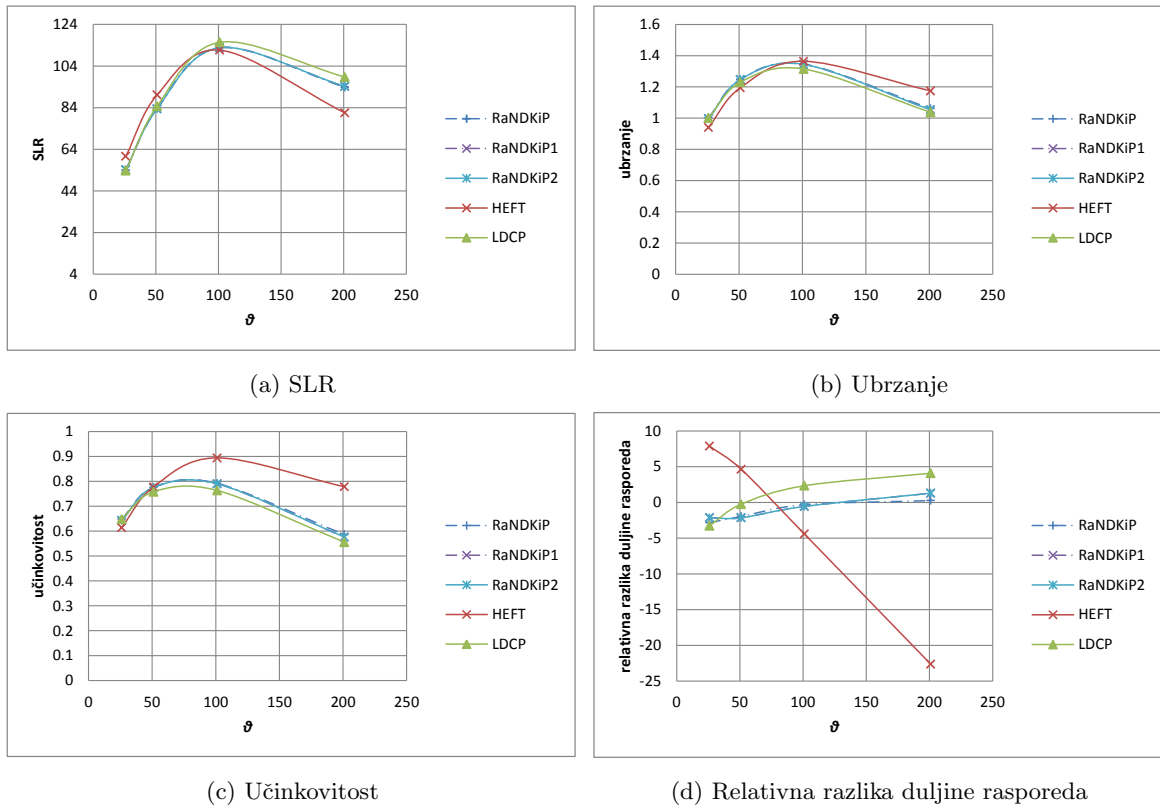 124
104
84
64
44
24
4
SLR
0 50 100 150 200 250
ϑ
RaNDKiP
RaNDKiP1
RaNDKiP2
HEFT
LDCP
(a) SLR
1.6
1.4
1.2
1
0.8
0.6
0.4
0.2
0
ubrzanje
0 50 100 150 200 250
ϑ
RaNDKiP
RaNDKiP1
RaNDKiP2
HEFT
LDCP
(b) Ubrzanje
1
0.9
0.8
0.7
0.6
0.5
0.4
0.3
0.2
0.1
0
učinkovitost
0 50 100 150 200 250
ϑ
RaNDKiP
RaNDKiP1
RaNDKiP2
HEFT
LDCP
(c) Učinkovitost
10
5
0
-5
-10
-15
-20
-25
relativna razlika duljine rasporeda
0 50 100 150 200 250
ϑ
RaNDKiP
RaNDKiP1
RaNDKiP2
HEFT
LDCP
(d) Relativna razlika duljine rasporeda